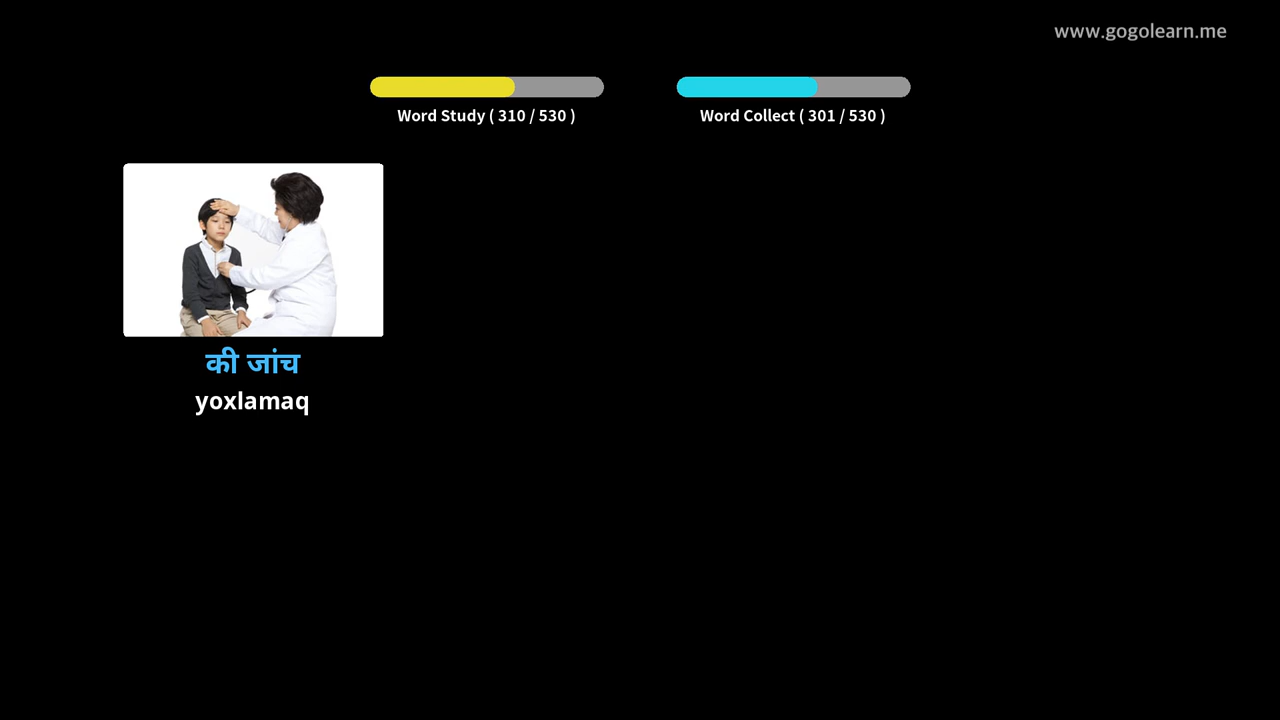 www.gogolearn.me
Word Study ( 310 / 530 )
Word Collect ( 301 / 530 )
की जांच
yoxlamaq